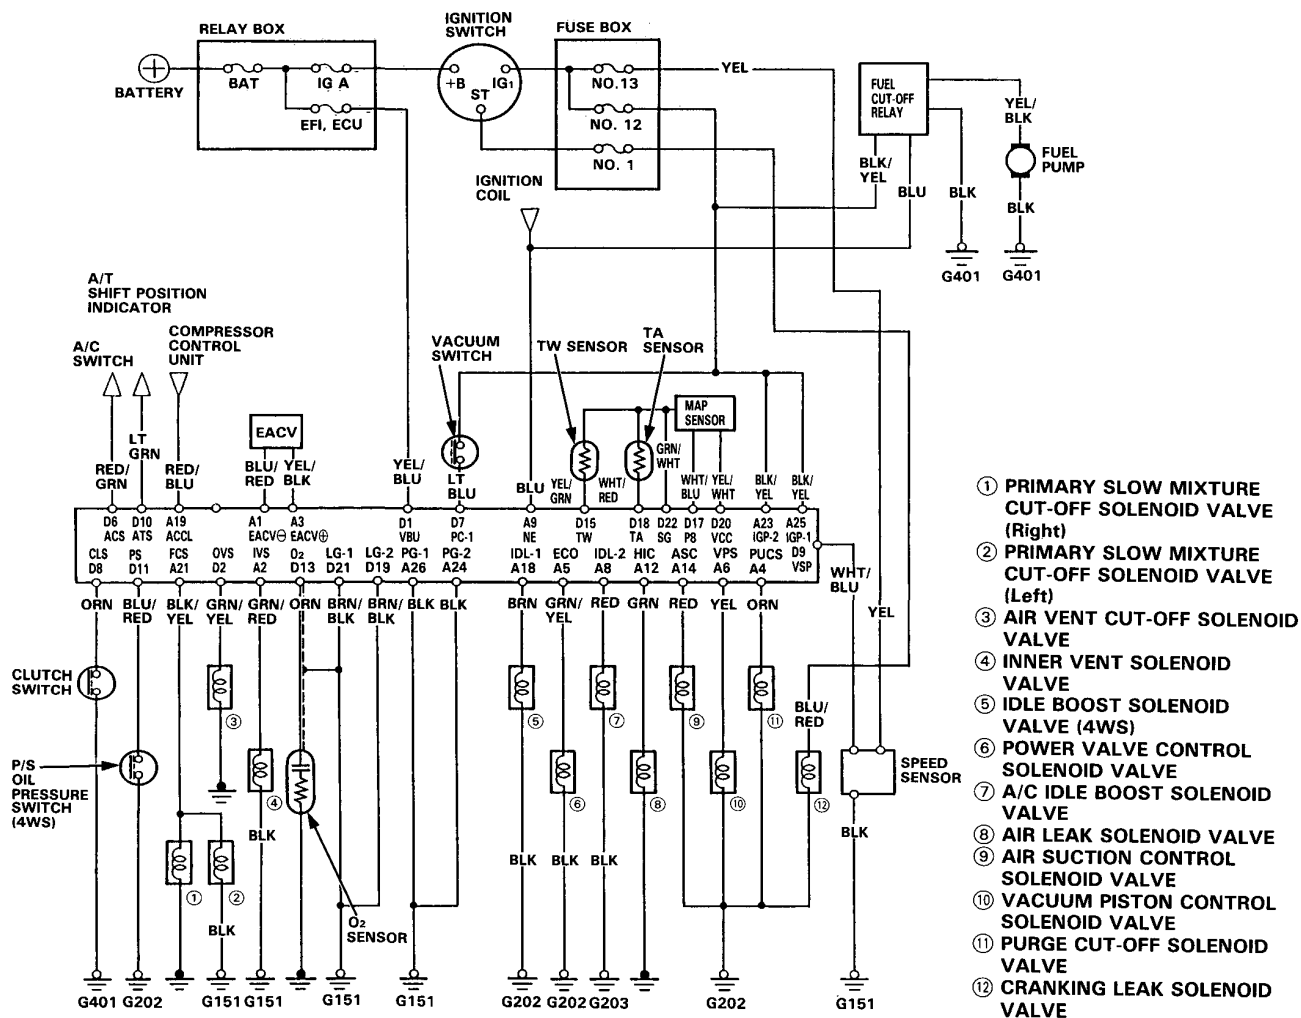 RELAY BOX
IGNITION
SWITCH
FUSE BOX
BATTERY
BAT
IG A
EFI, ECU
+B
IG1
ST
NO.13
NO. 12
NO. 1
YEL
FUEL
CUT-OFF
RELAY
YEL/
BLK
FUEL
PUMP
BLK/
YEL
BLU
BLK
BLK
G401
G401
IGNITION
COIL
A/T
SHIFT POSITION
INDICATOR
A/C
SWITCH
COMPRESSOR
CONTROL
UNIT
VACUUM
SWITCH
TW SENSOR
TA
SENSOR
MAP
SENSOR
EACV
RED/
GRN
LT
GRN
RED/
BLU
BLU/
RED
YEL/
BLK
YEL/
BLU
LT
BLU
BLU
YEL/
GRN
WHT/
RED
GRN/
WHT
WHT/
BLU
YEL/
WHT
BLK/
YEL
BLK/
YEL
D6 D10 A19 A1 A3 D1 D7 A9 D15 D18 D22 D17 D20 A23 A25
ACS ATS ACCL EACV⊖ EACV⊕ VBU PC-1 NE TW TA SG P8 VCC IGP-2 IGP-1
CLS PS FCS OVS IVS O2 LG-1 LG-2 PG-1 PG-2 IDL-1 ECO IDL-2 HIC ASC VPS PUCS D9
D8 D11 A21 D2 A2 D13 D21 D19 A26 A24 A18 A5 A8 A12 A14 A6 A4 VSP
ORN
BLU/
RED
BLK/
YEL
GRN/
YEL
GRN/
RED
ORN
BRN/
BLK
BRN/
BLK
BLK
BLK
BRN
GRN/
YEL
RED
GRN
RED
YEL
ORN
WHT/
BLU
YEL
CLUTCH
SWITCH
P/S
OIL
PRESSURE
SWITCH
(4WS)
③
④
①
②
⑤
⑥
⑦
⑧
⑨
⑩
⑪
⑫
BLU/
RED
SPEED
SENSOR
BLK
BLK
BLK
BLK
BLK
BLK
O2
SENSOR
G401 G202 G151 G151 G151 G151 G202 G202 G203 G202 G151
① PRIMARY SLOW MIXTURE
CUT-OFF SOLENOID VALVE
(Right)
② PRIMARY SLOW MIXTURE
CUT-OFF SOLENOID VALVE
(Left)
③ AIR VENT CUT-OFF SOLENOID
VALVE
④ INNER VENT SOLENOID
VALVE
⑤ IDLE BOOST SOLENOID
VALVE (4WS)
⑥ POWER VALVE CONTROL
SOLENOID VALVE
⑦ A/C IDLE BOOST SOLENOID
VALVE
⑧ AIR LEAK SOLENOID VALVE
⑨ AIR SUCTION CONTROL
SOLENOID VALVE
⑩ VACUUM PISTON CONTROL
SOLENOID VALVE
⑪ PURGE CUT-OFF SOLENOID
VALVE
⑫ CRANKING LEAK SOLENOID
VALVE